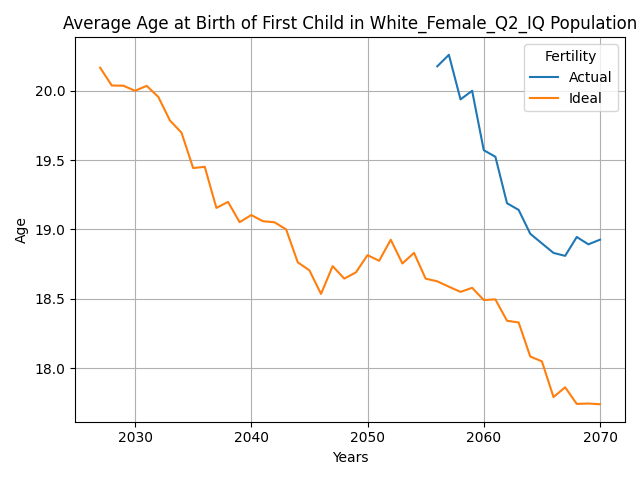 Average Age at Birth of First Child in White_Female_Q2_IQ Population
Fertility
Actual
Ideal
20.0
19.5
19.0
18.5
18.0
Age
2030
2040
2050
2060
2070
Years